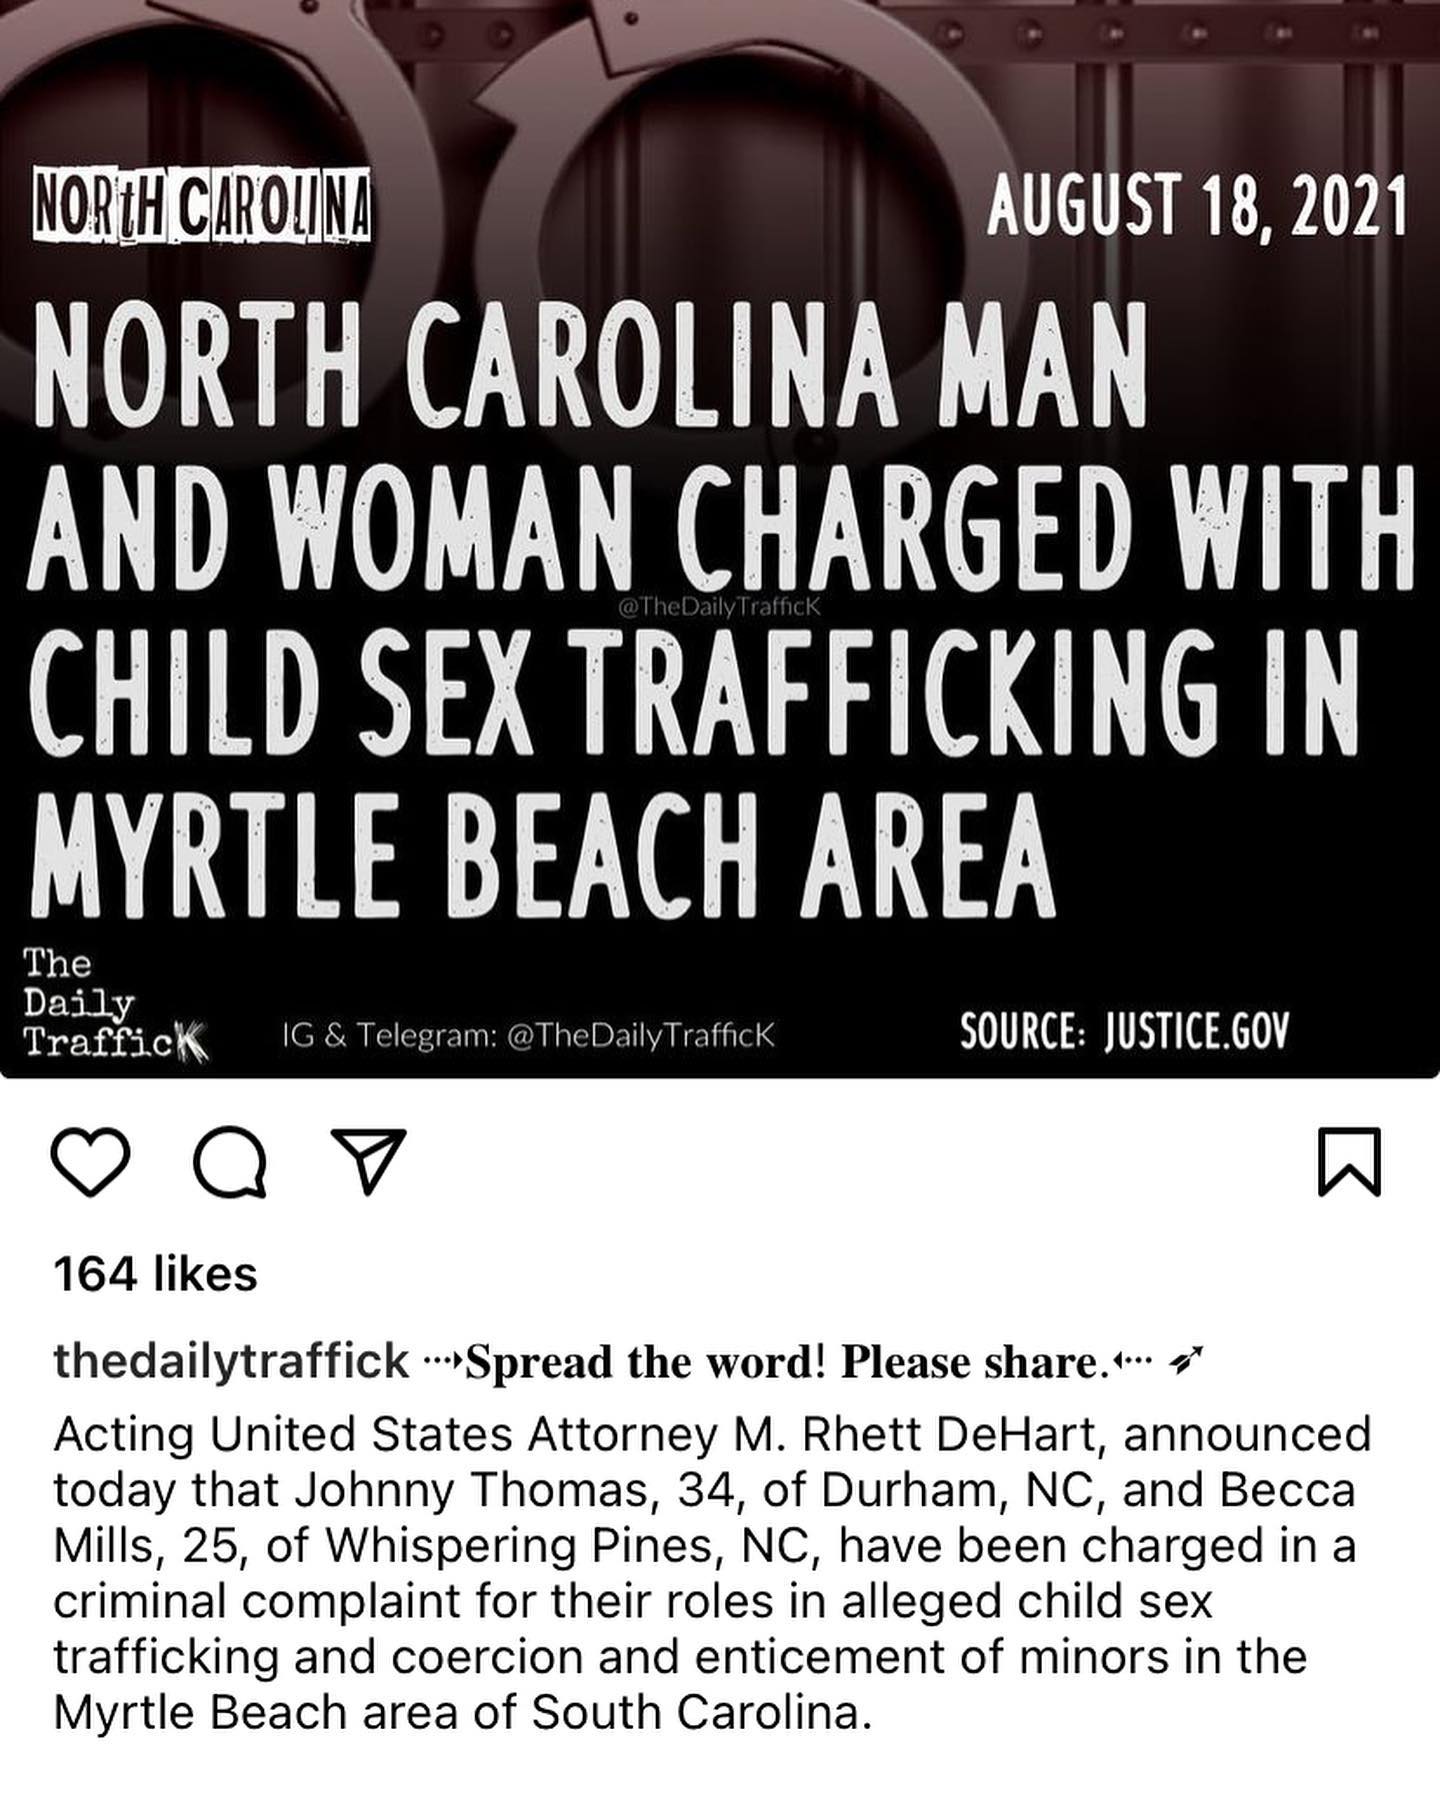 NORtH CAROLINA
AUGUST 18, 2021
NORTH CAROLINA MAN
AND WOMAN CHARGED WITH
@TheDailyTrafficK
CHILD SEX TRAFFICKING IN
MYRTLE BEACH AREA
The
Daily
TrafficK
IG & Telegram: @TheDailyTrafficK
SOURCE: JUSTICE.GOV
164 likes
thedailytraffick ⤑Spread the word! Please share.⬸ ➶
Acting United States Attorney M. Rhett DeHart, announced
today that Johnny Thomas, 34, of Durham, NC, and Becca
Mills, 25, of Whispering Pines, NC, have been charged in a
criminal complaint for their roles in alleged child sex
trafficking and coercion and enticement of minors in the
Myrtle Beach area of South Carolina.